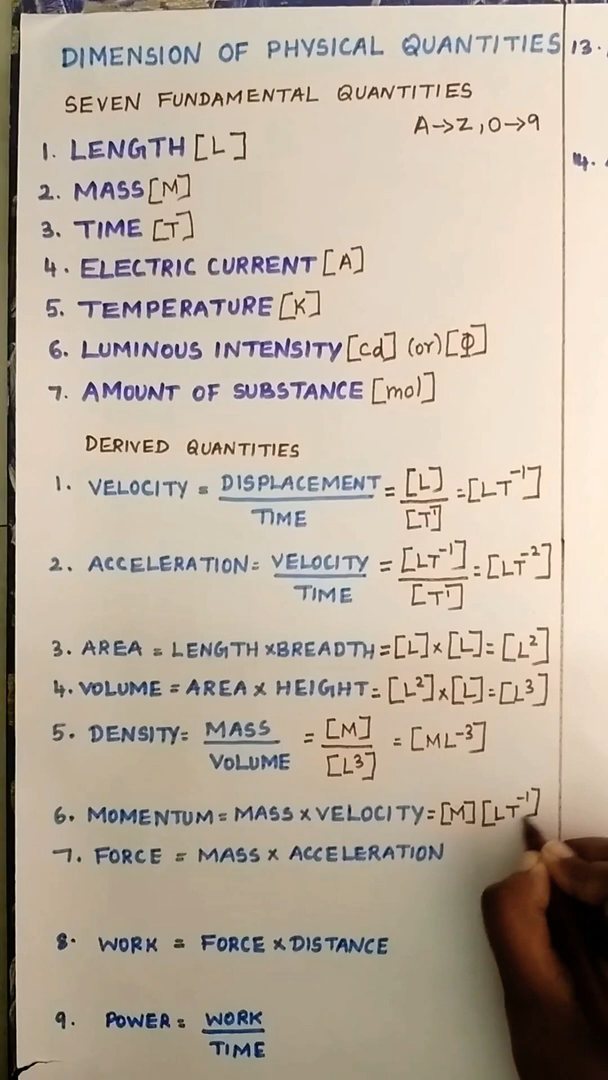 DIMENSION OF PHYSICAL QUANTITIES
SEVEN FUNDAMENTAL QUANTITIES
A→Z, 0→9
1. LENGTH [L]
2. MASS [M]
3. TIME [T]
4. ELECTRIC CURRENT [A]
5. TEMPERATURE [K]
6. LUMINOUS INTENSITY [cd] (or) [Φ]
7. AMOUNT OF SUBSTANCE [mol]
DERIVED QUANTITIES
1. VELOCITY = DISPLACEMENT / TIME = [L] / [T¹] = [LT⁻¹]
2. ACCELERATION = VELOCITY / TIME = [LT⁻¹] / [T¹] = [LT⁻²]
3. AREA = LENGTH × BREADTH = [L] × [L] = [L²]
4. VOLUME = AREA × HEIGHT = [L²] × [L] = [L³]
5. DENSITY = MASS / VOLUME = [M] / [L³] = [ML⁻³]
6. MOMENTUM = MASS × VELOCITY = [M] [LT⁻¹]
7. FORCE = MASS × ACCELERATION
8. WORK = FORCE × DISTANCE
9. POWER = WORK / TIME
13.
14.